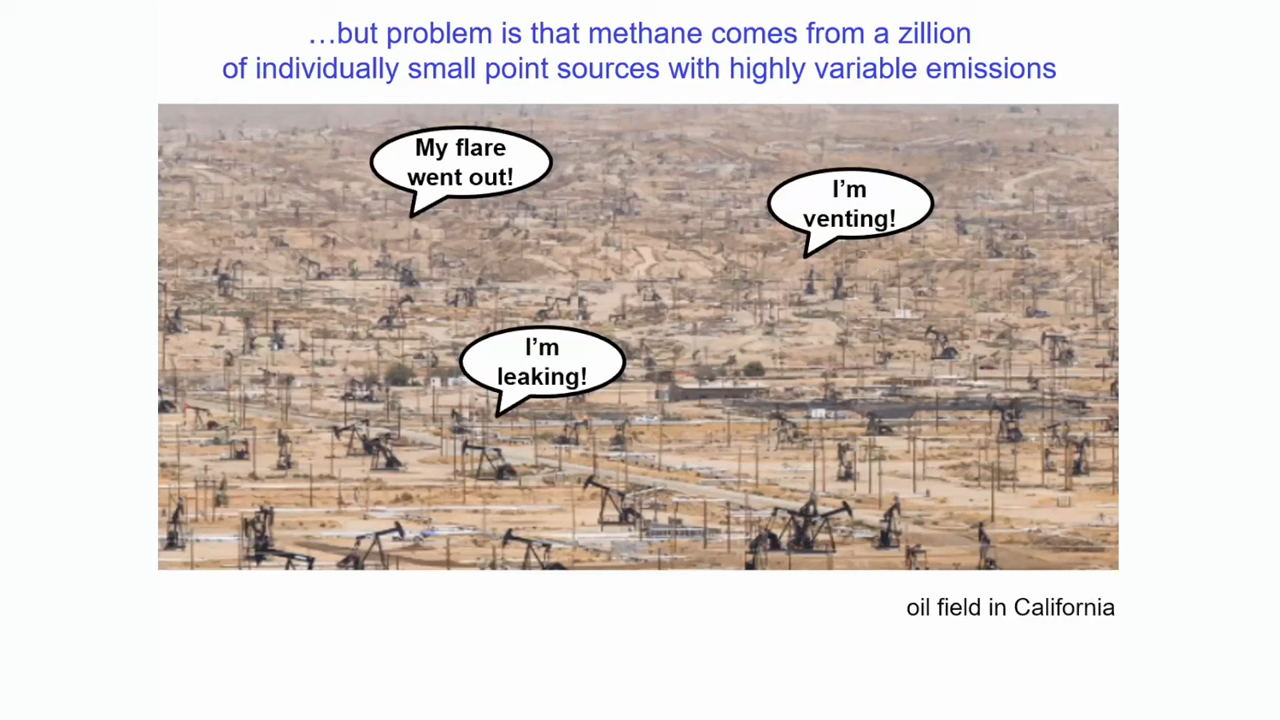 …but problem is that methane comes from a zillion
of individually small point sources with highly variable emissions
My flare
went out!
I'm
venting!
I'm
leaking!
oil field in California